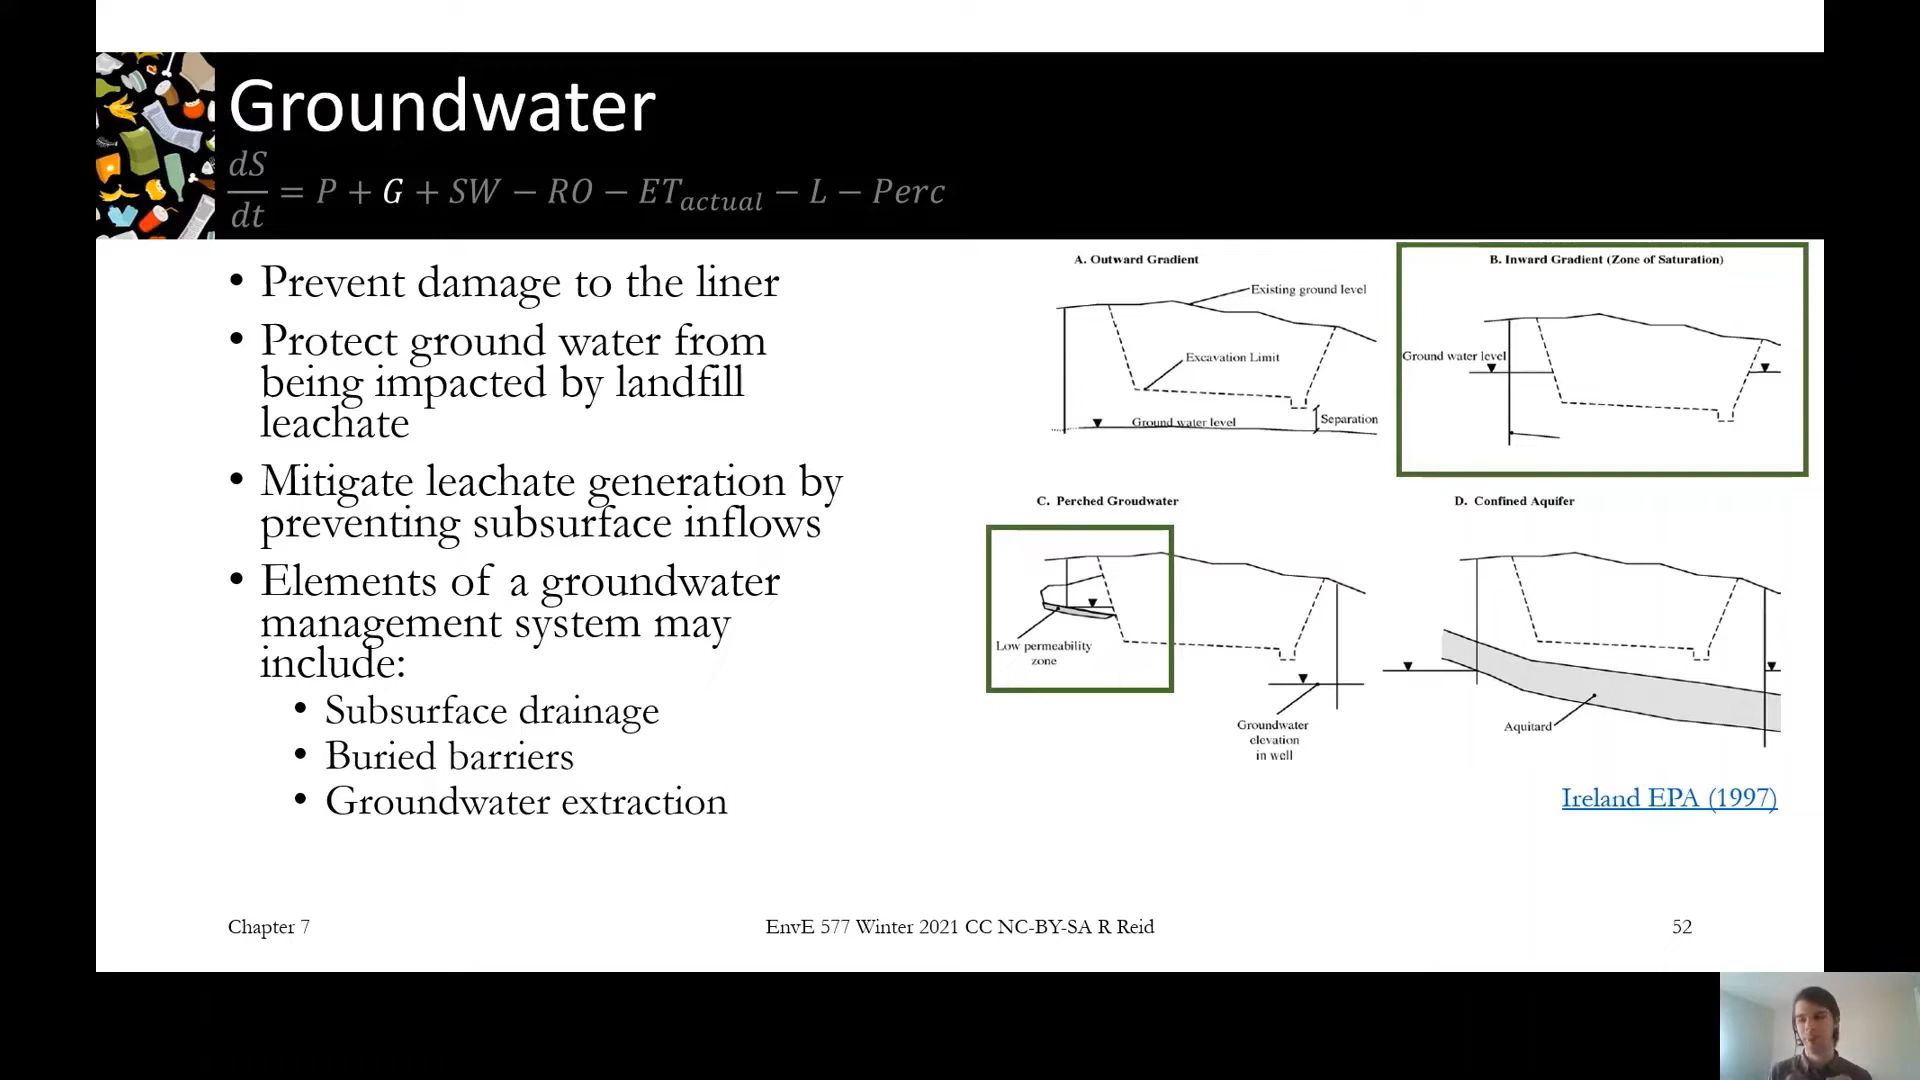 Groundwater
dS/dt = P + G + SW − RO − ET_actual − L − Perc
• Prevent damage to the liner
• Protect ground water from
being impacted by landfill
leachate
• Mitigate leachate generation by
preventing subsurface inflows
• Elements of a groundwater
management system may
include:
• Subsurface drainage
• Buried barriers
• Groundwater extraction
A. Outward Gradient
Existing ground level
Excavation Limit
Ground water level
Separation
B. Inward Gradient (Zone of Saturation)
Ground water level
C. Perched Groudwater
Low permeability
zone
Groundwater
elevation
in well
D. Confined Aquifer
Aquitard
Ireland EPA (1997)
Chapter 7
EnvE 577 Winter 2021 CC NC-BY-SA R Reid
52